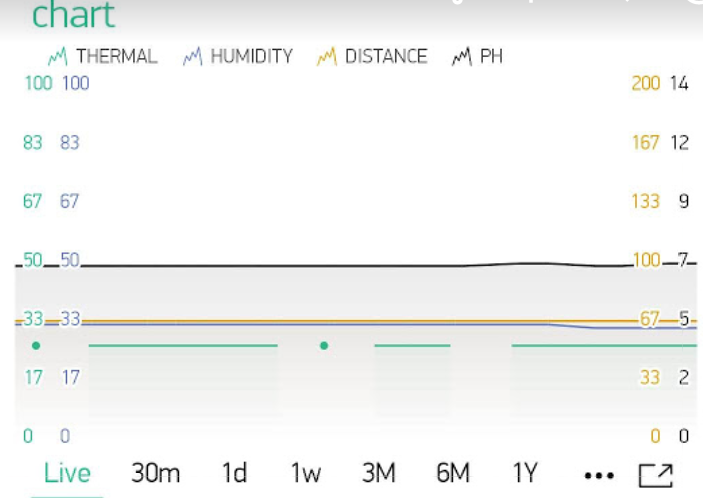 chart
THERMAL HUMIDITY DISTANCE PH
100 100 200 14
83 83 167 12
67 67 133 9
50 50 100 7
33 33 67 5
17 17 33 2
0 0 0 0
Live 30m 1d 1w 3M 6M 1Y •••